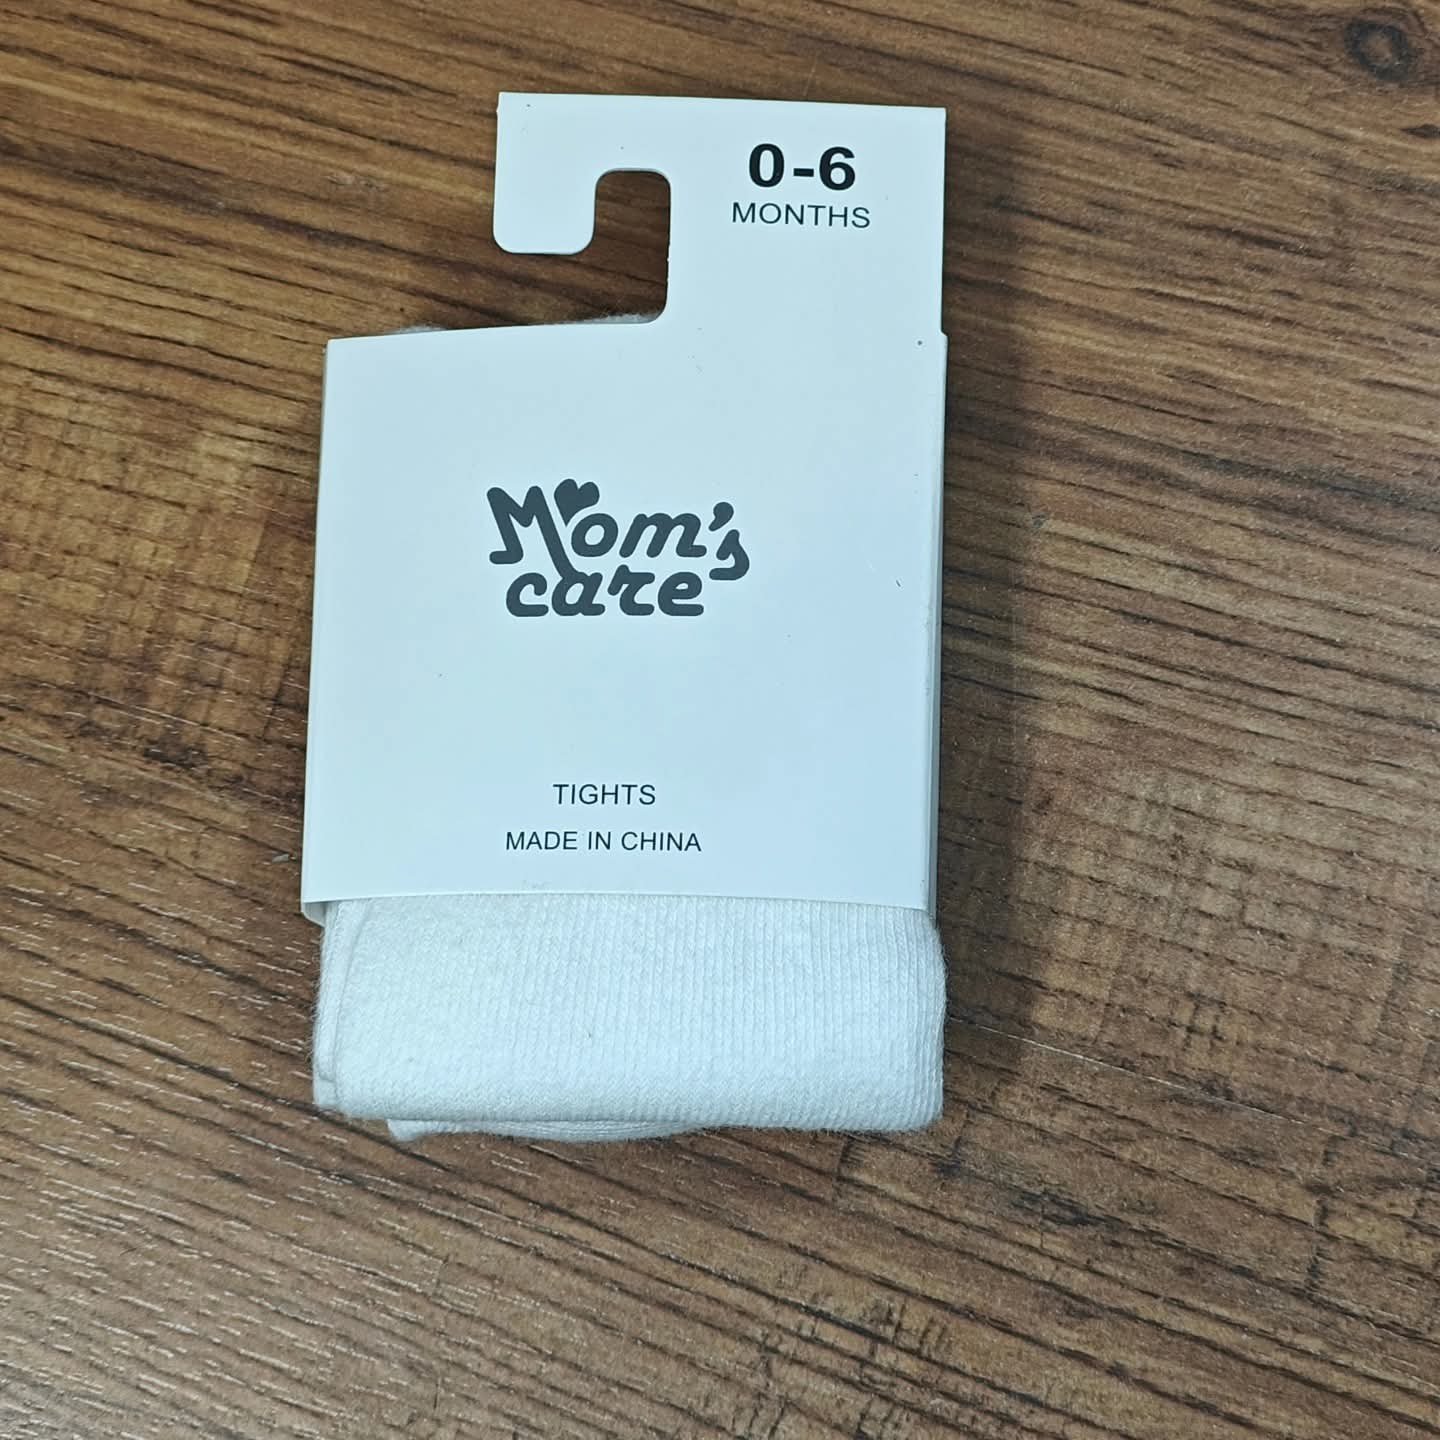 0-6
MONTHS
Mom's
care
TIGHTS
MADE IN CHINA